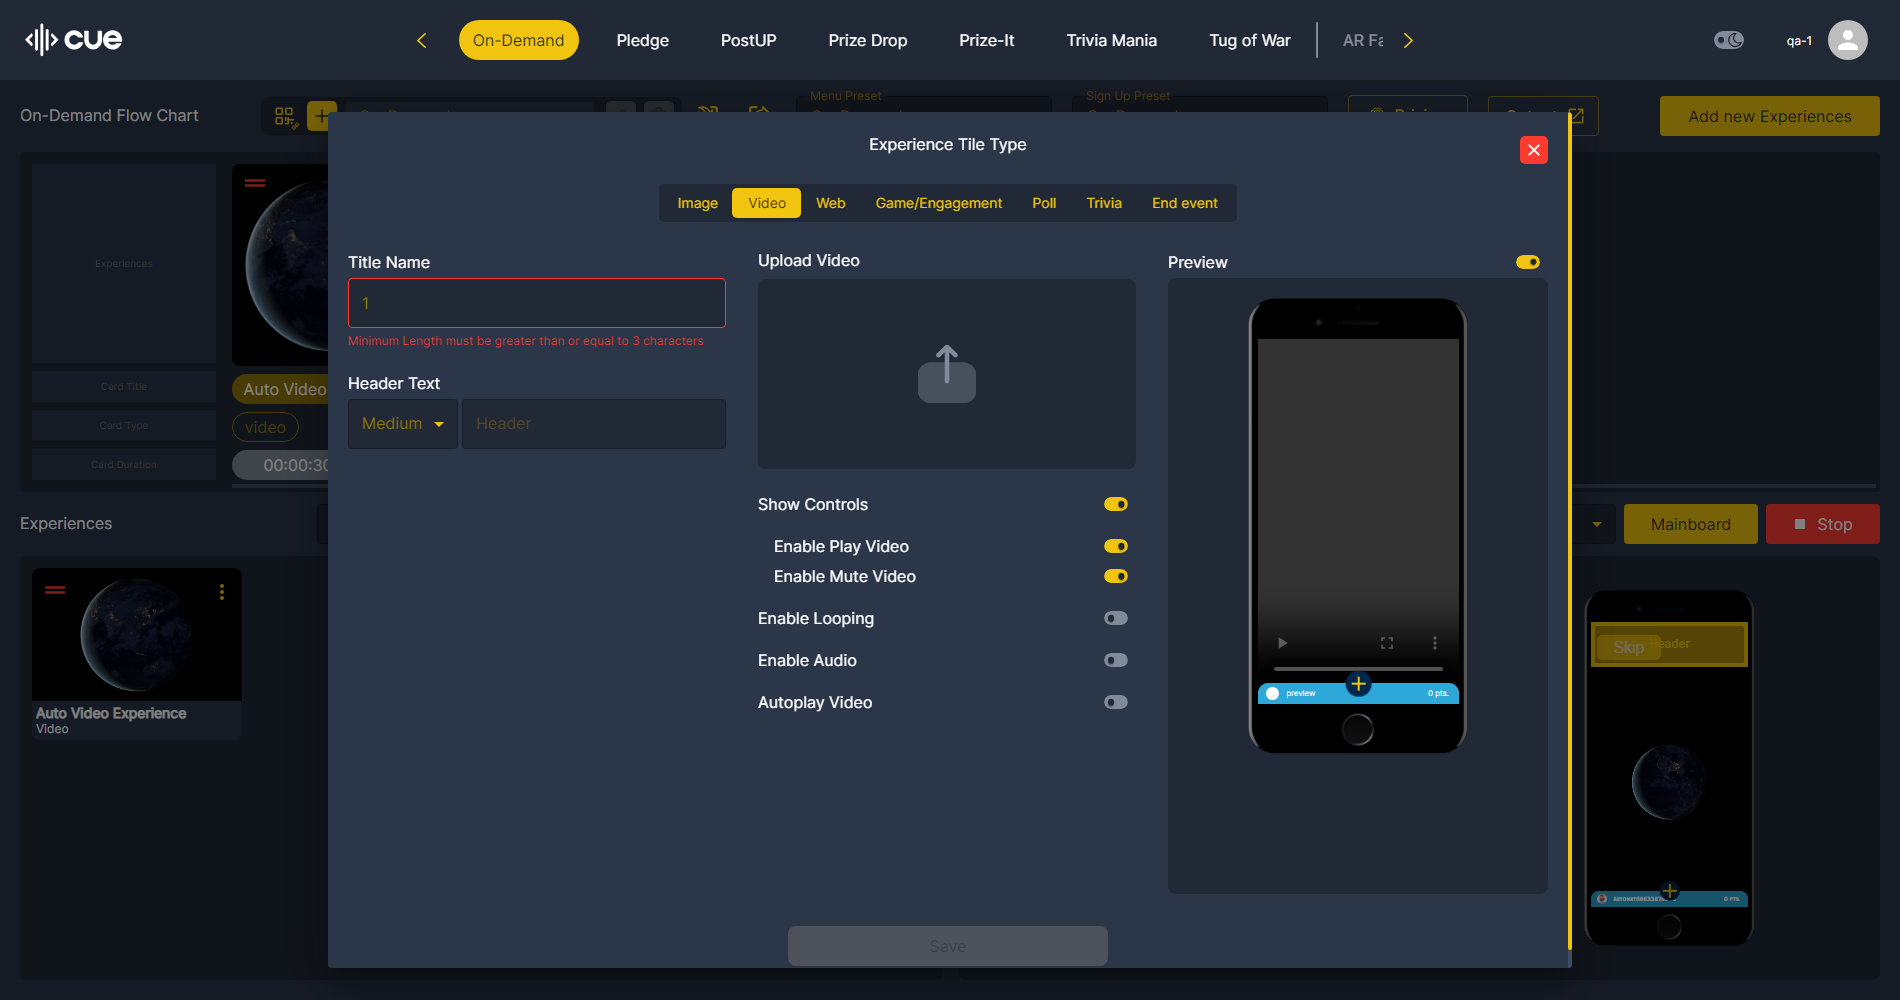 cue
On-Demand
Pledge
PostUP
Prize Drop
Prize-It
Trivia Mania
Tug of War
AR Fa
qa-1
On-Demand Flow Chart
Menu Preset
Sign Up Preset
Add new Experiences
Experiences
Card Title
Card Type
Card Duration
Auto Video
video
00:00:30
Experience Tile Type
Image
Video
Web
Game/Engagement
Poll
Trivia
End event
Title Name
1
Minimum Length must be greater than or equal to 3 characters
Header Text
Medium
Header
Upload Video
Show Controls
Enable Play Video
Enable Mute Video
Enable Looping
Enable Audio
Autoplay Video
Preview
preview
0 pts.
Save
Experiences
Auto Video Experience
Video
Mainboard
Stop
Skip
Header
0 PTS.